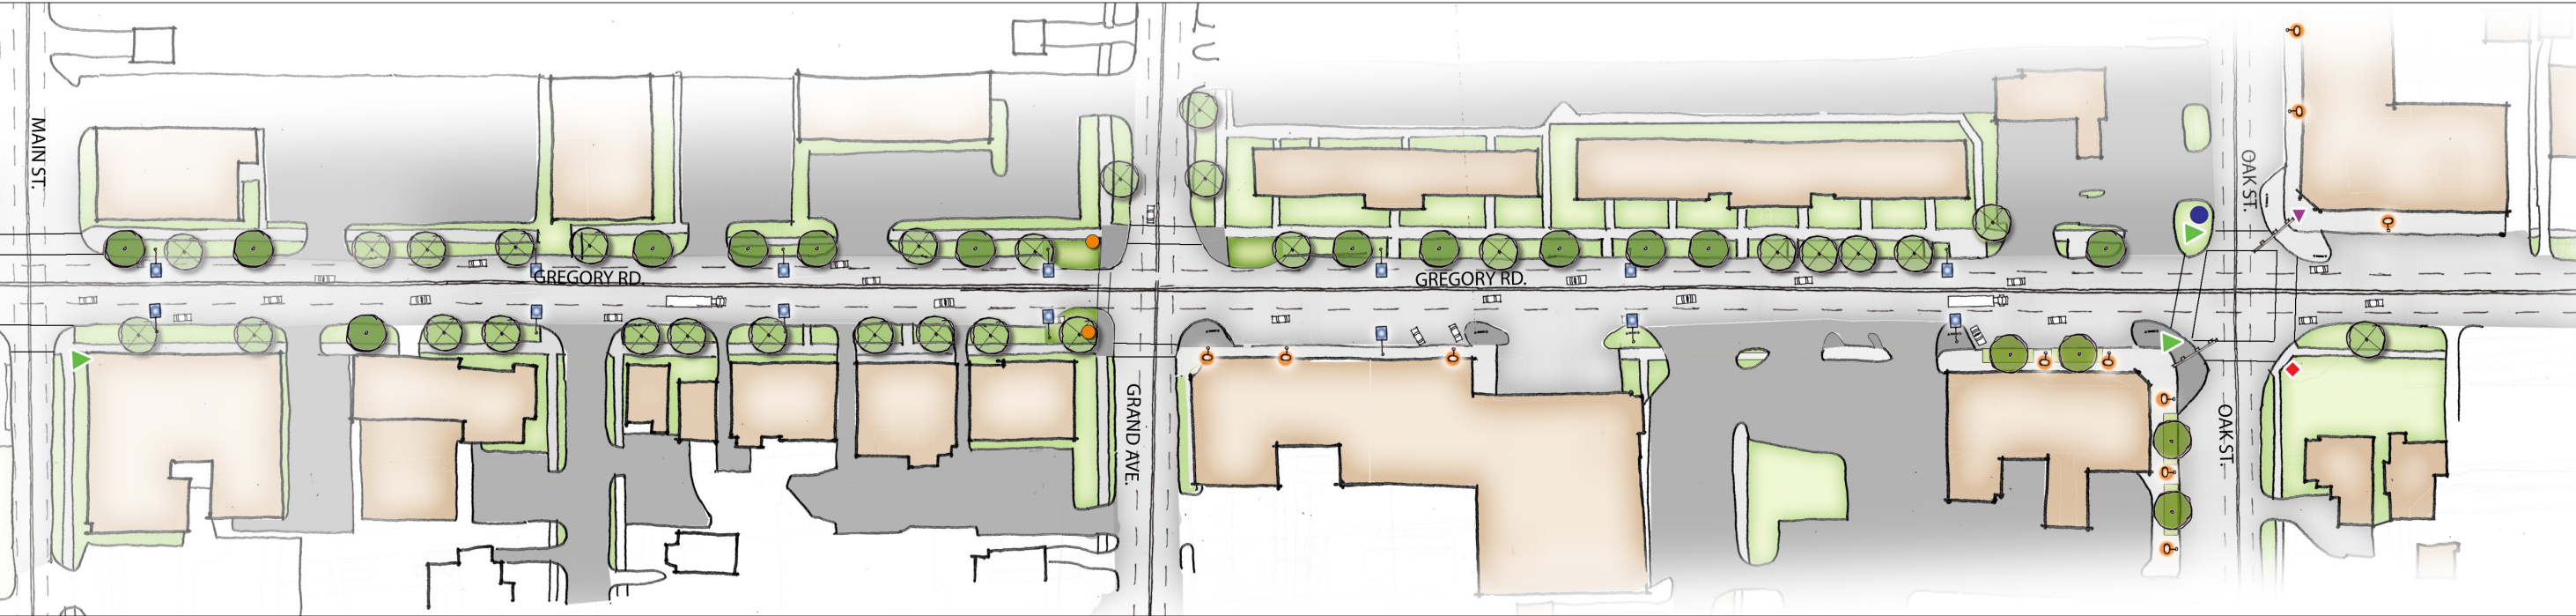 MAIN ST.
GREGORY RD.
GRAND AVE.
GREGORY RD.
OAK ST.
OAK ST.